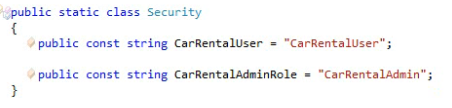 public static class Security
{
public const string CarRentalUser = "CarRentalUser";
public const string CarRentalAdminRole = "CarRentalAdmin";
}